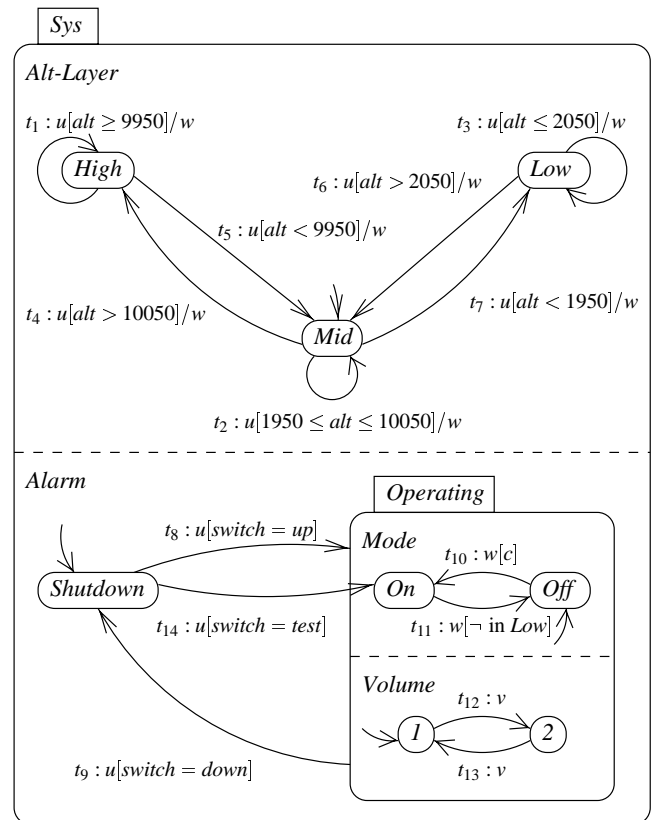 Sys
Alt-Layer
t1 : u[alt ≥ 9950]/w
t3 : u[alt ≤ 2050]/w
High
Low
t6 : u[alt > 2050]/w
t5 : u[alt < 9950]/w
t4 : u[alt > 10050]/w
t7 : u[alt < 1950]/w
Mid
t2 : u[1950 ≤ alt ≤ 10050]/w
Alarm
Operating
t8 : u[switch = up]
Mode
t10 : w[c]
Shutdown
On
Off
t14 : u[switch = test]
t11 : w[¬ in Low]
Volume
t12 : v
1
2
t13 : v
t9 : u[switch = down]